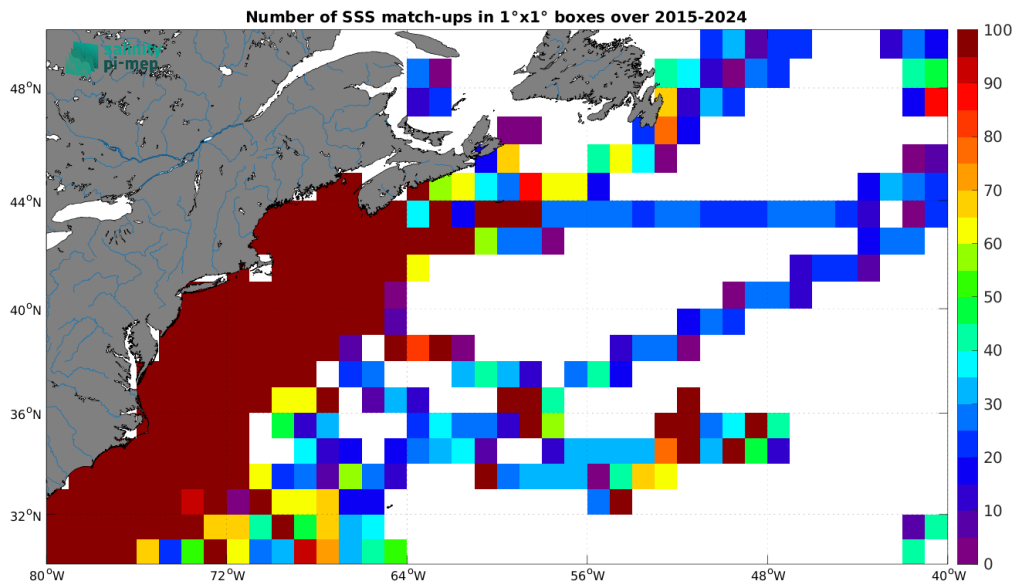 Number of SSS match-ups in 1°x1° boxes over 2015-2024
salinity
pi-mep
48°N
44°N
40°N
36°N
32°N
80°W 72°W 64°W 56°W 48°W 40°W
100
90
80
70
60
50
40
30
20
10
0